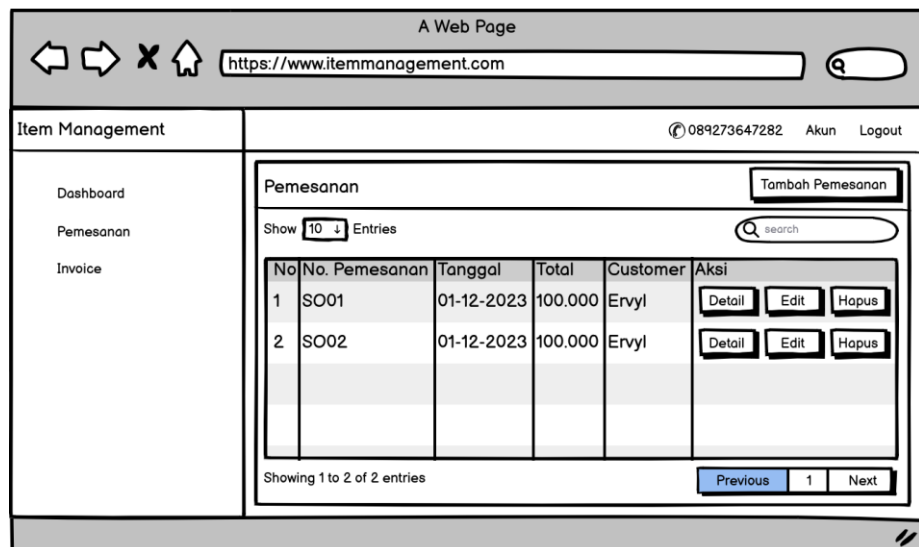 A Web Page
https://www.itemmanagement.com
Item Management
089273647282 Akun Logout
Dashboard
Pemesanan
Invoice
Pemesanan Tambah Pemesanan
Show 10 Entries search
No No. Pemesanan Tanggal Total Customer Aksi
1 SO01 01-12-2023 100.000 Ervyl Detail Edit Hapus
2 SO02 01-12-2023 100.000 Ervyl Detail Edit Hapus
Showing 1 to 2 of 2 entries Previous 1 Next